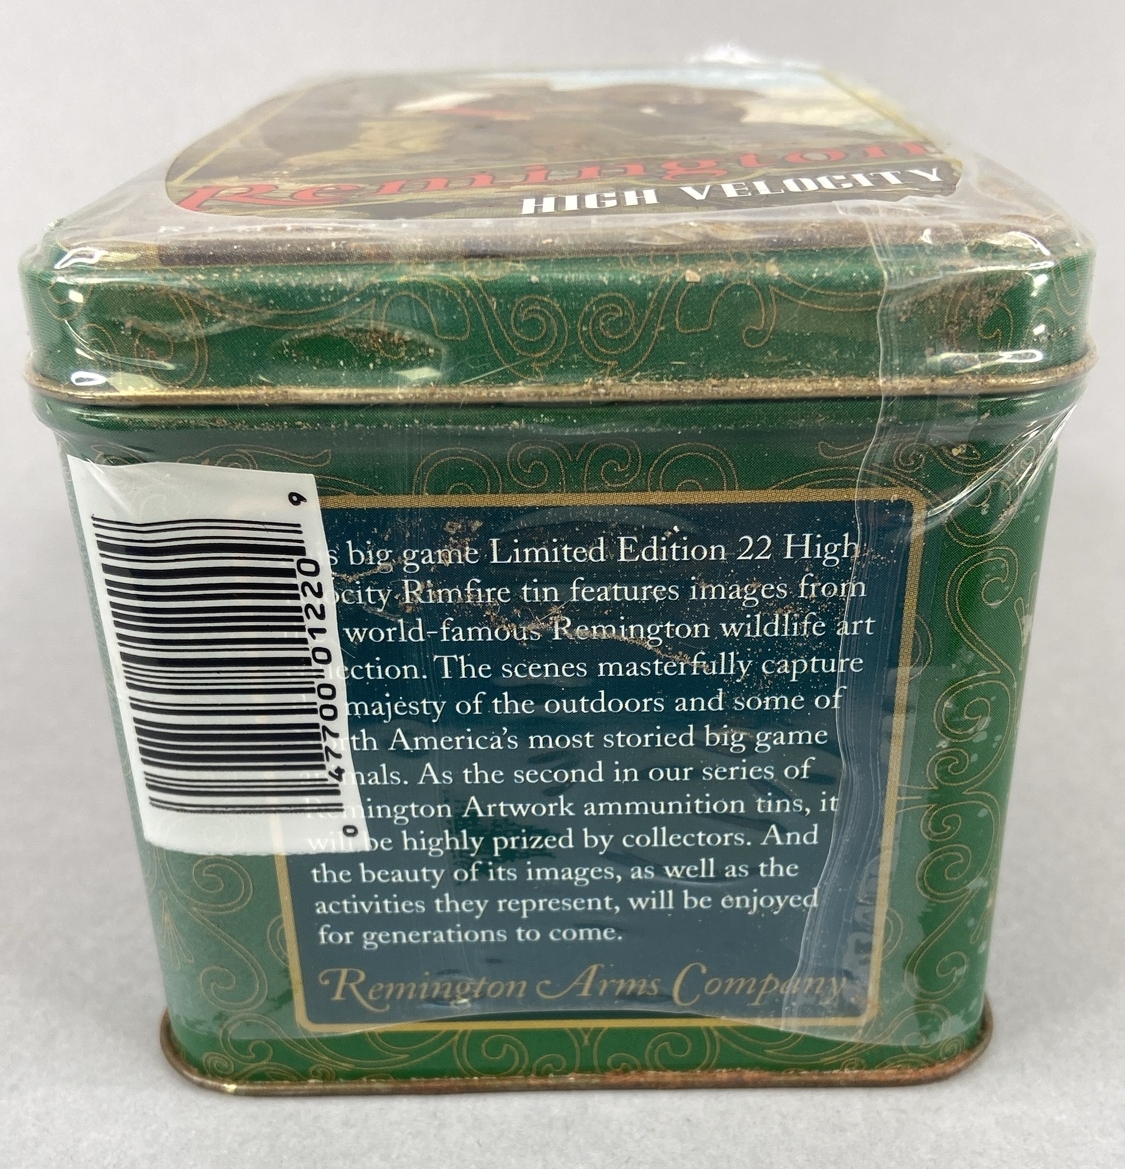 Remington
HIGH VELOCITY
big game Limited Edition 22 High
Rimfire tin features images from
world-famous Remington wildlife art
The scenes masterfully capture
majesty of the outdoors and some of
America's most storied big game
As the second in our series of
Remington Artwork ammunition tins, it
will be highly prized by collectors. And
the beauty of its images, as well as the
activities they represent, will be enjoyed
for generations to come.
Remington Arms Company
0 47700 01220 9